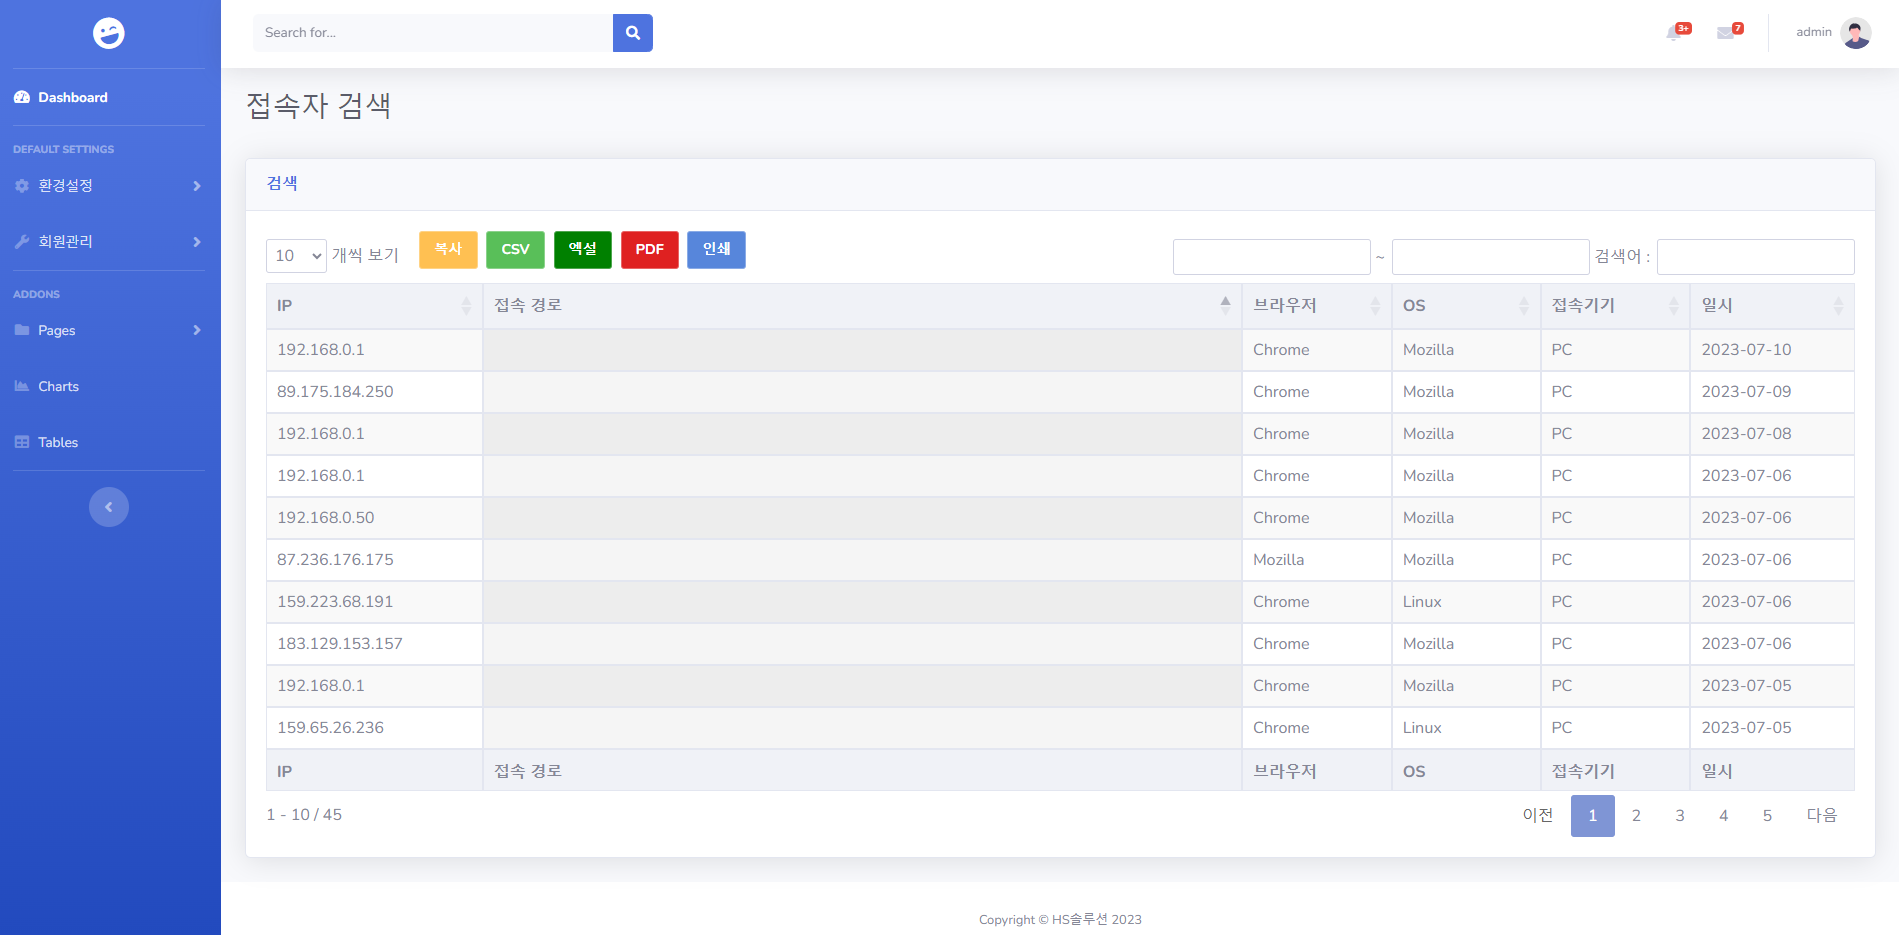 Search for...
3+
7
admin
Dashboard
DEFAULT SETTINGS
환경설정
회원관리
ADDONS
Pages
Charts
Tables
접속자 검색
검색
10 개씩 보기 복사 CSV 엑셀 PDF 인쇄 ~ 검색어 :
IP 접속 경로 브라우저 OS 접속기기 일시
192.168.0.1 Chrome Mozilla PC 2023-07-10
89.175.184.250 Chrome Mozilla PC 2023-07-09
192.168.0.1 Chrome Mozilla PC 2023-07-08
192.168.0.1 Chrome Mozilla PC 2023-07-06
192.168.0.50 Chrome Mozilla PC 2023-07-06
87.236.176.175 Mozilla Mozilla PC 2023-07-06
159.223.68.191 Chrome Linux PC 2023-07-06
183.129.153.157 Chrome Mozilla PC 2023-07-06
192.168.0.1 Chrome Mozilla PC 2023-07-05
159.65.26.236 Chrome Linux PC 2023-07-05
IP 접속 경로 브라우저 OS 접속기기 일시
1 - 10 / 45 이전 1 2 3 4 5 다음
Copyright © HS솔루션 2023